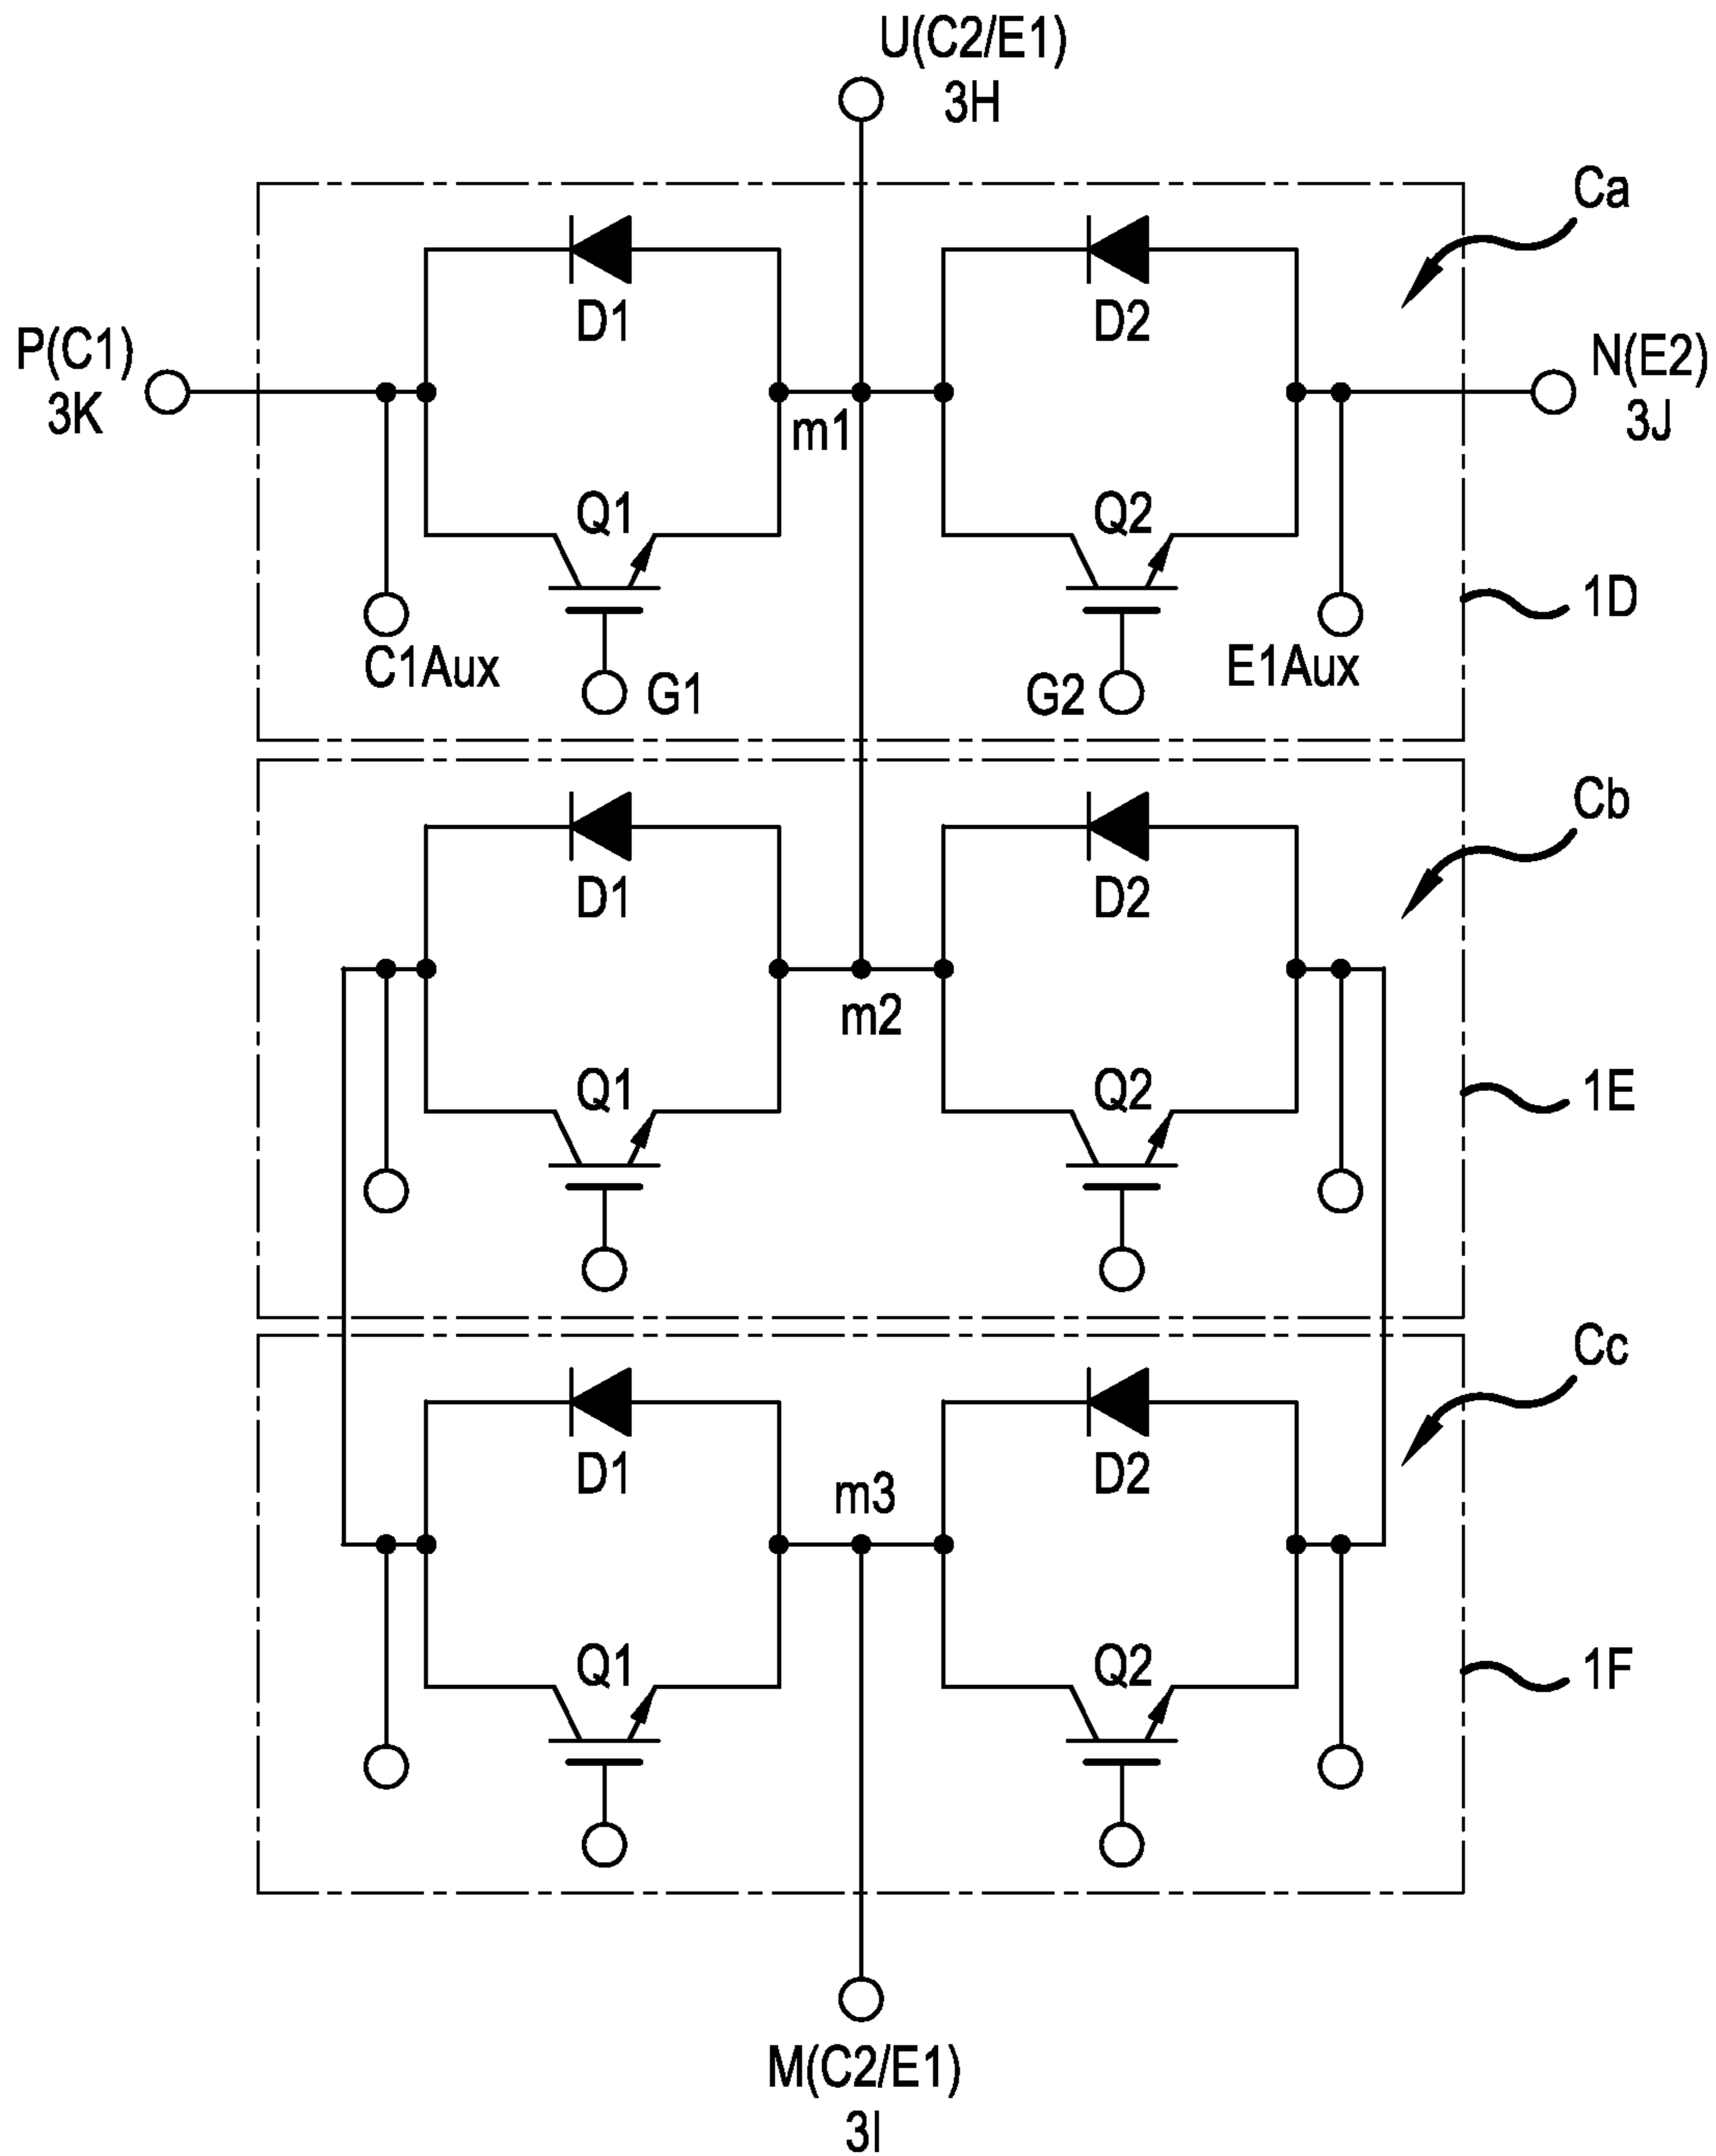 U(C2/E1)
3H
Ca
D1
D2
P(C1)
3K
N(E2)
3J
m1
Q1
Q2
1D
C1Aux
E1Aux
G1
G2
Cb
D1
D2
m2
Q1
Q2
1E
Cc
D1
D2
m3
Q1
Q2
1F
M(C2/E1)
3I